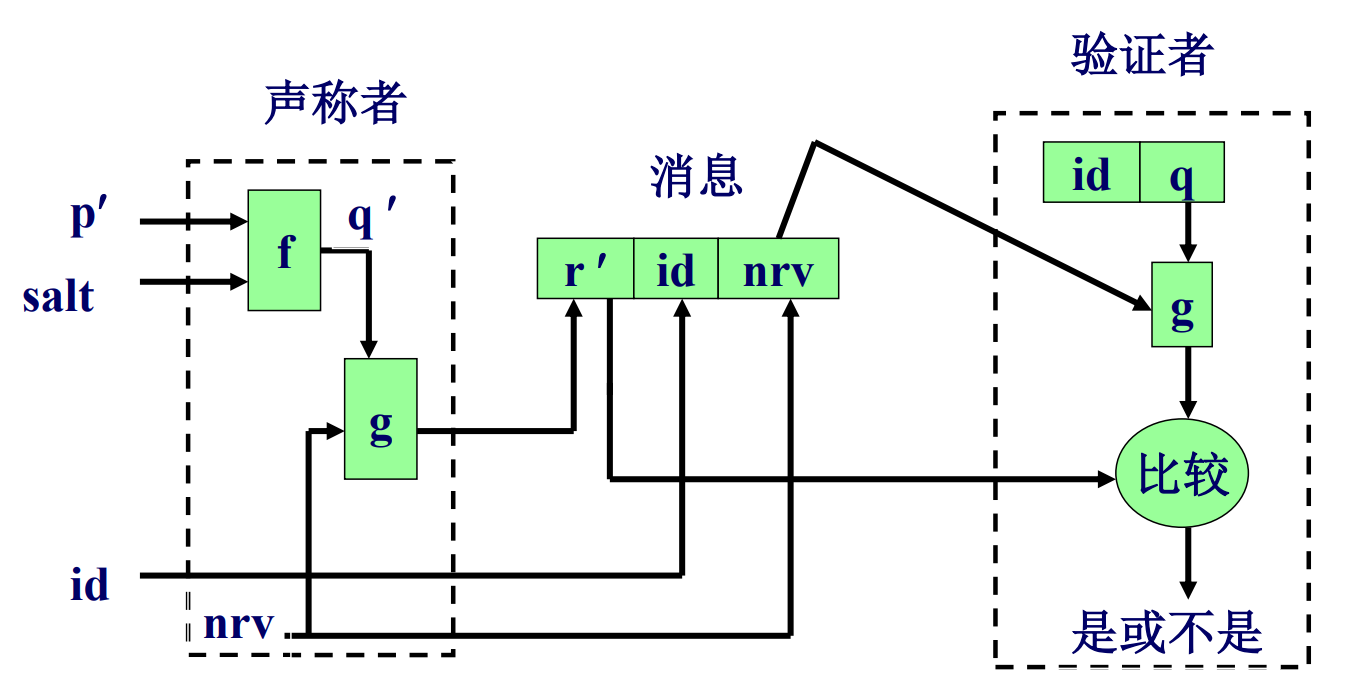 验证者
声称者
消息
id q
p′
f
q ′
salt
r ′ id nrv
g
g
比较
id
nrv
是或不是